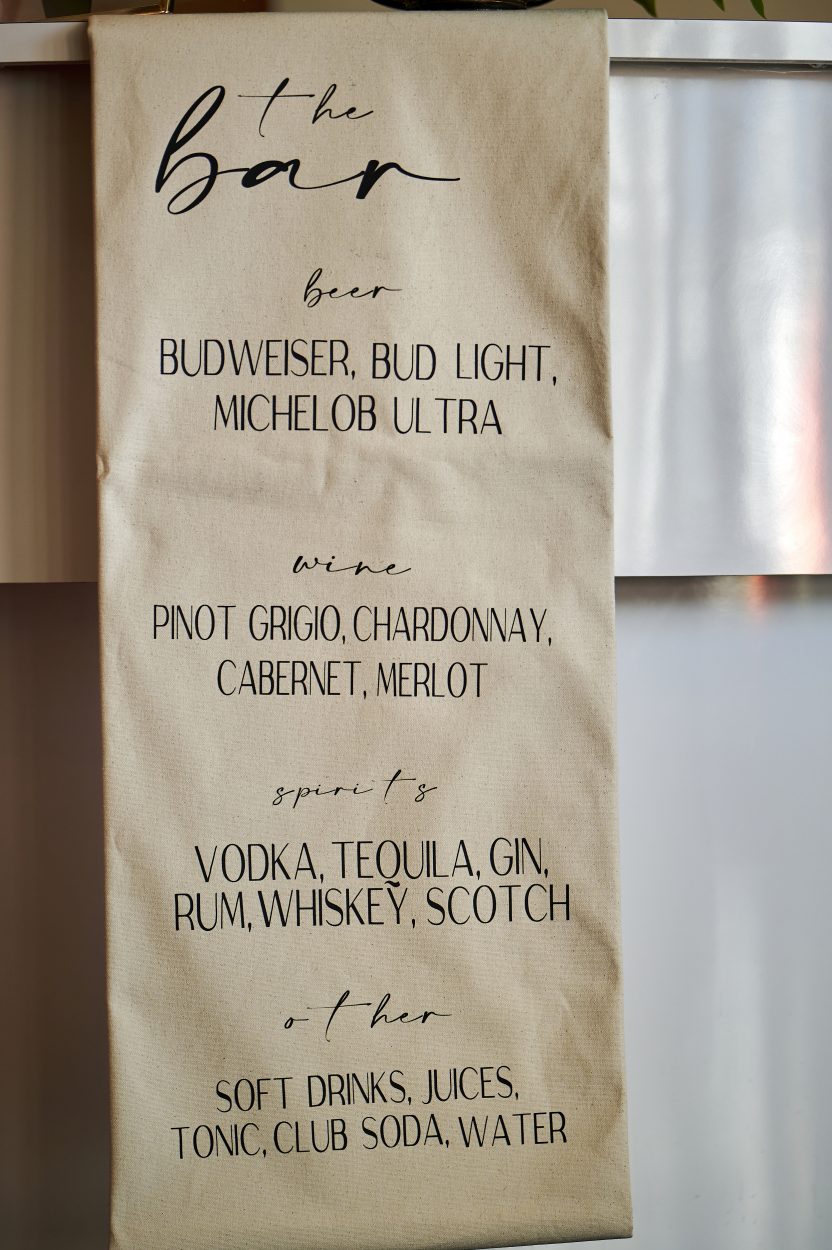 the
bar
beer
BUDWEISER, BUD LIGHT,
MICHELOB ULTRA
wine
PINOT GRIGIO, CHARDONNAY,
CABERNET, MERLOT
spirits
VODKA, TEQUILA, GIN,
RUM, WHISKEY, SCOTCH
other
SOFT DRINKS, JUICES,
TONIC, CLUB SODA, WATER